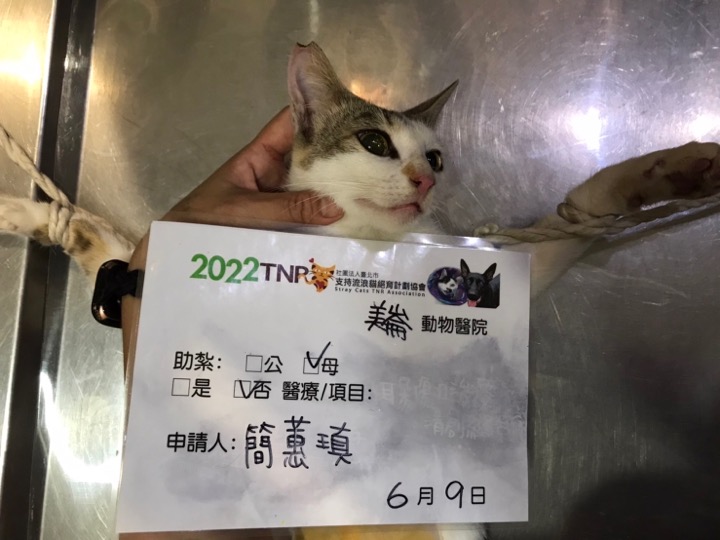 2022TNR
社團法人臺北市
支持流浪貓絕育計劃協會
Stray Cats TNR Association
美崙 動物醫院
助紮: □公 ☑母
□是 ☑否 醫療/項目:
申請人: 簡蕙瑱
6月9日